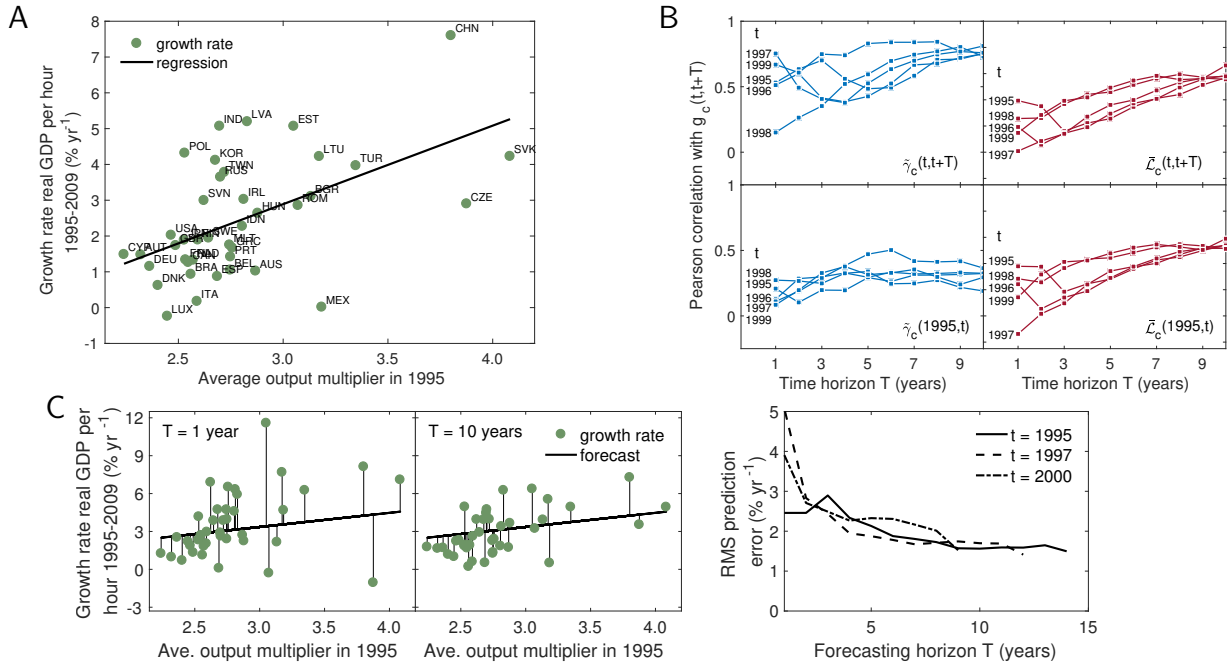 A
8
7
6
5
4
3
2
1
0
-1
Growth rate real GDP per hour
1995-2009 (% yr⁻¹)
growth rate
regression
CHN
IND
LVA
EST
POL
KOR
TWN
RUS
LTU
TUR
SVK
SVN
IRL
HUN
BGR
ROM
CZE
IDN
USA
SWE
CYP
AUT
MLT
GRC
PRT
DEU
BEL
AUS
BRA
ESP
DNK
ITA
LUX
MEX
2.5 3.0 3.5 4.0
Average output multiplier in 1995
B
Pearson correlation with g_c(t,t+T)
1
0.5
0
t
1997
1999
1995
1996
1998
γ̃_c(t,t+T)
t
1995
1998
1996
1999
1997
ℒ̄_c(t,t+T)
0.5
0
t
1998
1995
1996
1997
1999
γ̃_c(1995,t)
t
1995
1998
1996
1999
1997
ℒ̄_c(1995,t)
1 3 5 7 9
1 3 5 7 9
Time horizon T (years)
Time horizon T (years)
C
Growth rate real GDP per
hour 1995-2009 (% yr⁻¹)
12
9
6
3
0
-3
T = 1 year
2.5 3.0 3.5 4.0
Ave. output multiplier in 1995
T = 10 years
growth rate
forecast
2.5 3.0 3.5 4.0
Ave. output multiplier in 1995
RMS prediction
error (% yr⁻¹)
5
4
3
2
1
0
t = 1995
t = 1997
t = 2000
5 10 15
Forecasting horizon T (years)